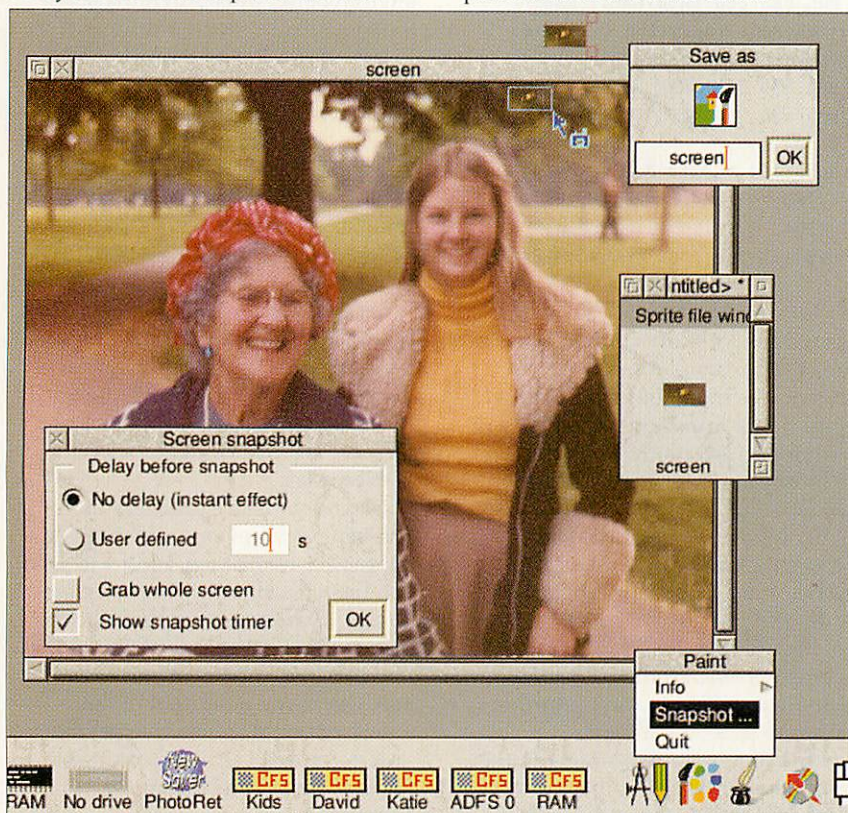 screen
Save as
screen
OK
ntitled> *
Sprite file wind
screen
Screen snapshot
Delay before snapshot
No delay (instant effect)
User defined 10 s
Grab whole screen
Show snapshot timer
OK
Paint
Info
Snapshot ...
Quit
New
Saver
CFS CFS CFS CFS CFS
RAM No drive PhotoRet Kids David Katie ADFS 0 RAM